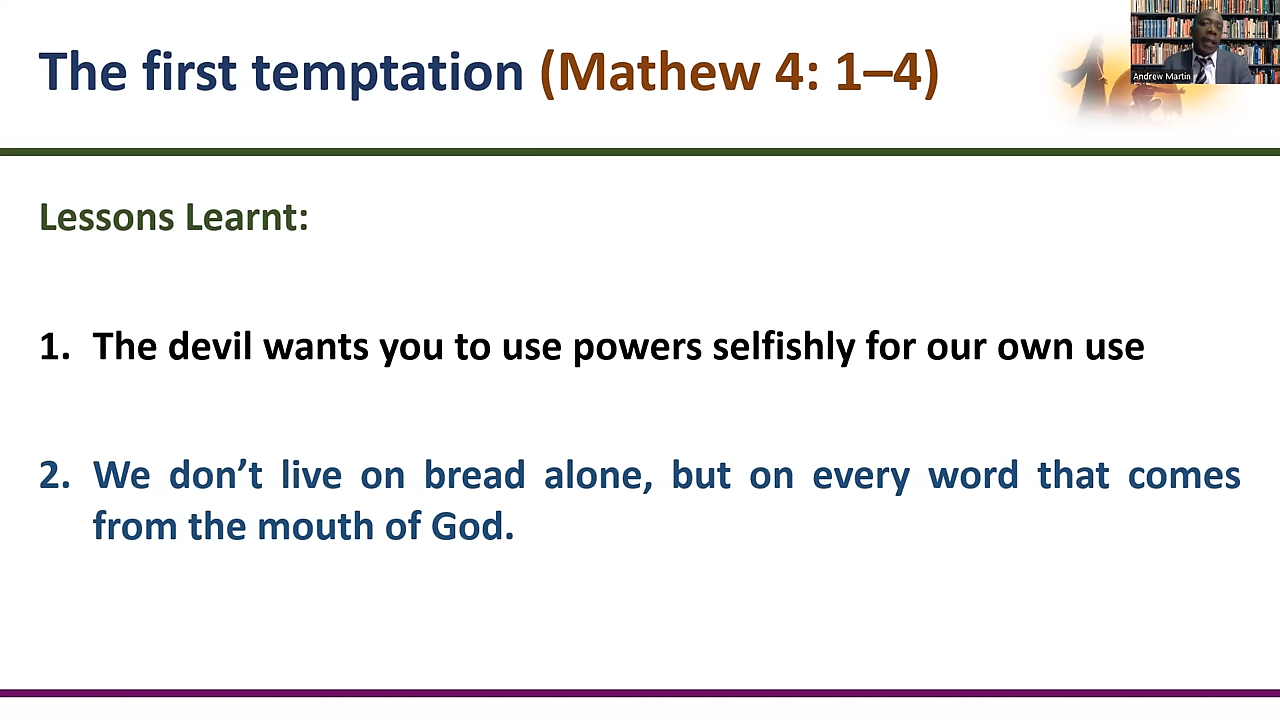 The first temptation (Mathew 4: 1–4)
Andrew Martin
Lessons Learnt:
1. The devil wants you to use powers selfishly for our own use
2. We don’t live on bread alone, but on every word that comes
from the mouth of God.